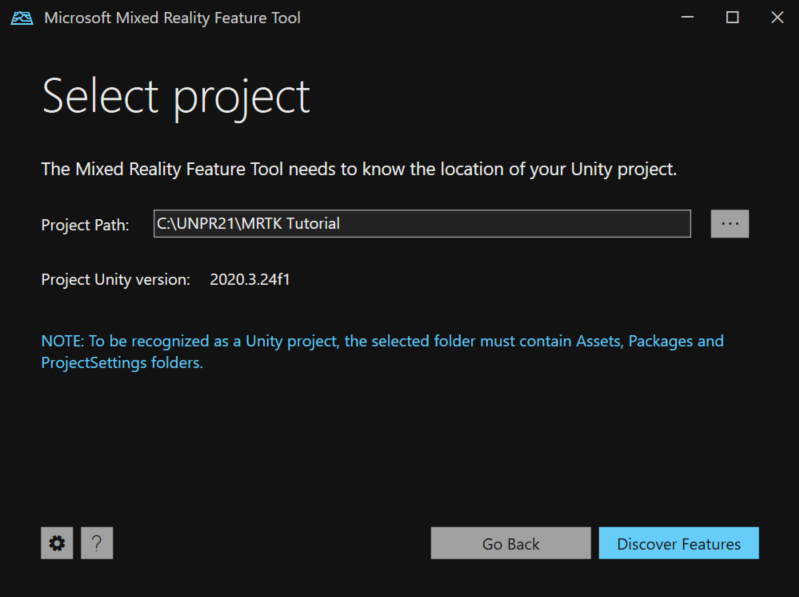 Microsoft Mixed Reality Feature Tool
Select project
The Mixed Reality Feature Tool needs to know the location of your Unity project.
Project Path: C:\UNPR21\MRTK Tutorial ...
Project Unity version: 2020.3.24f1
NOTE: To be recognized as a Unity project, the selected folder must contain Assets, Packages and
ProjectSettings folders.
? Go Back Discover Features